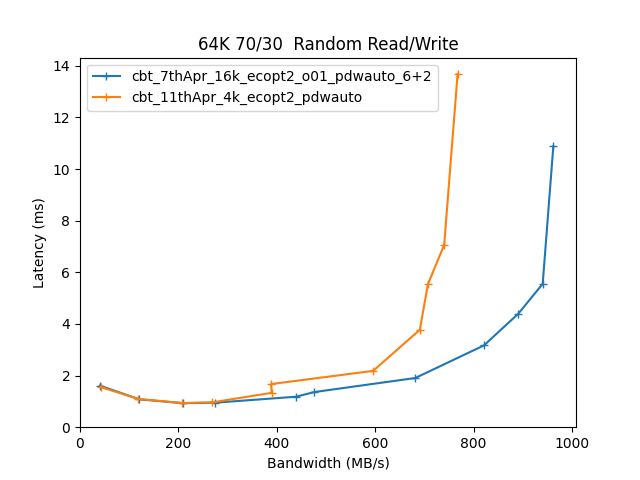 64K 70/30  Random Read/Write
cbt_7thApr_16k_ecopt2_o01_pdwauto_6+2
cbt_11thApr_4k_ecopt2_pdwauto
14
12
10
8
6
4
2
0
Latency (ms)
0 200 400 600 800 1000
Bandwidth (MB/s)